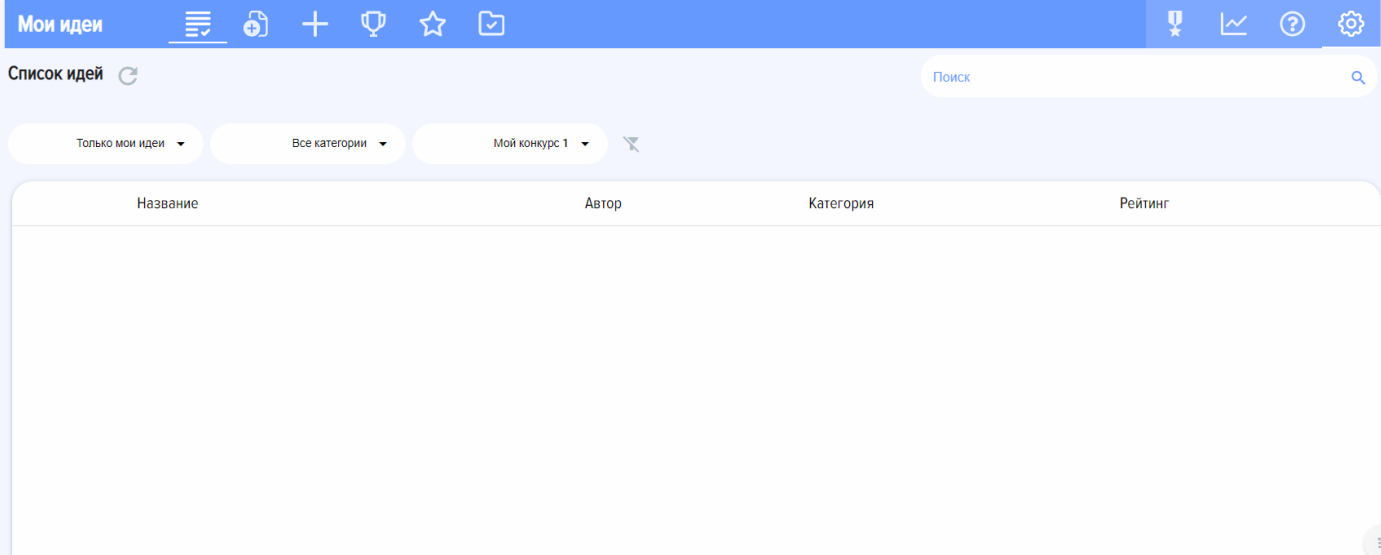 Мои идеи
Список идей
Поиск
Только мои идеи
Все категории
Мой конкурс 1
Название Автор Категория Рейтинг